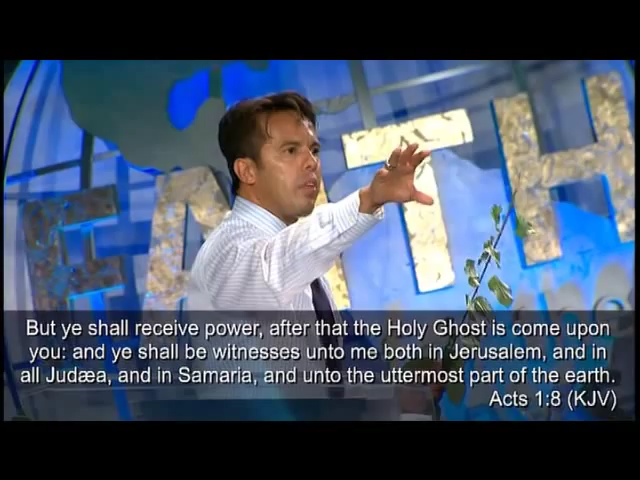 FAITH
But ye shall receive power, after that the Holy Ghost is come upon
you: and ye shall be witnesses unto me both in Jerusalem, and in
all Judæa, and in Samaria, and unto the uttermost part of the earth.
Acts 1:8 (KJV)